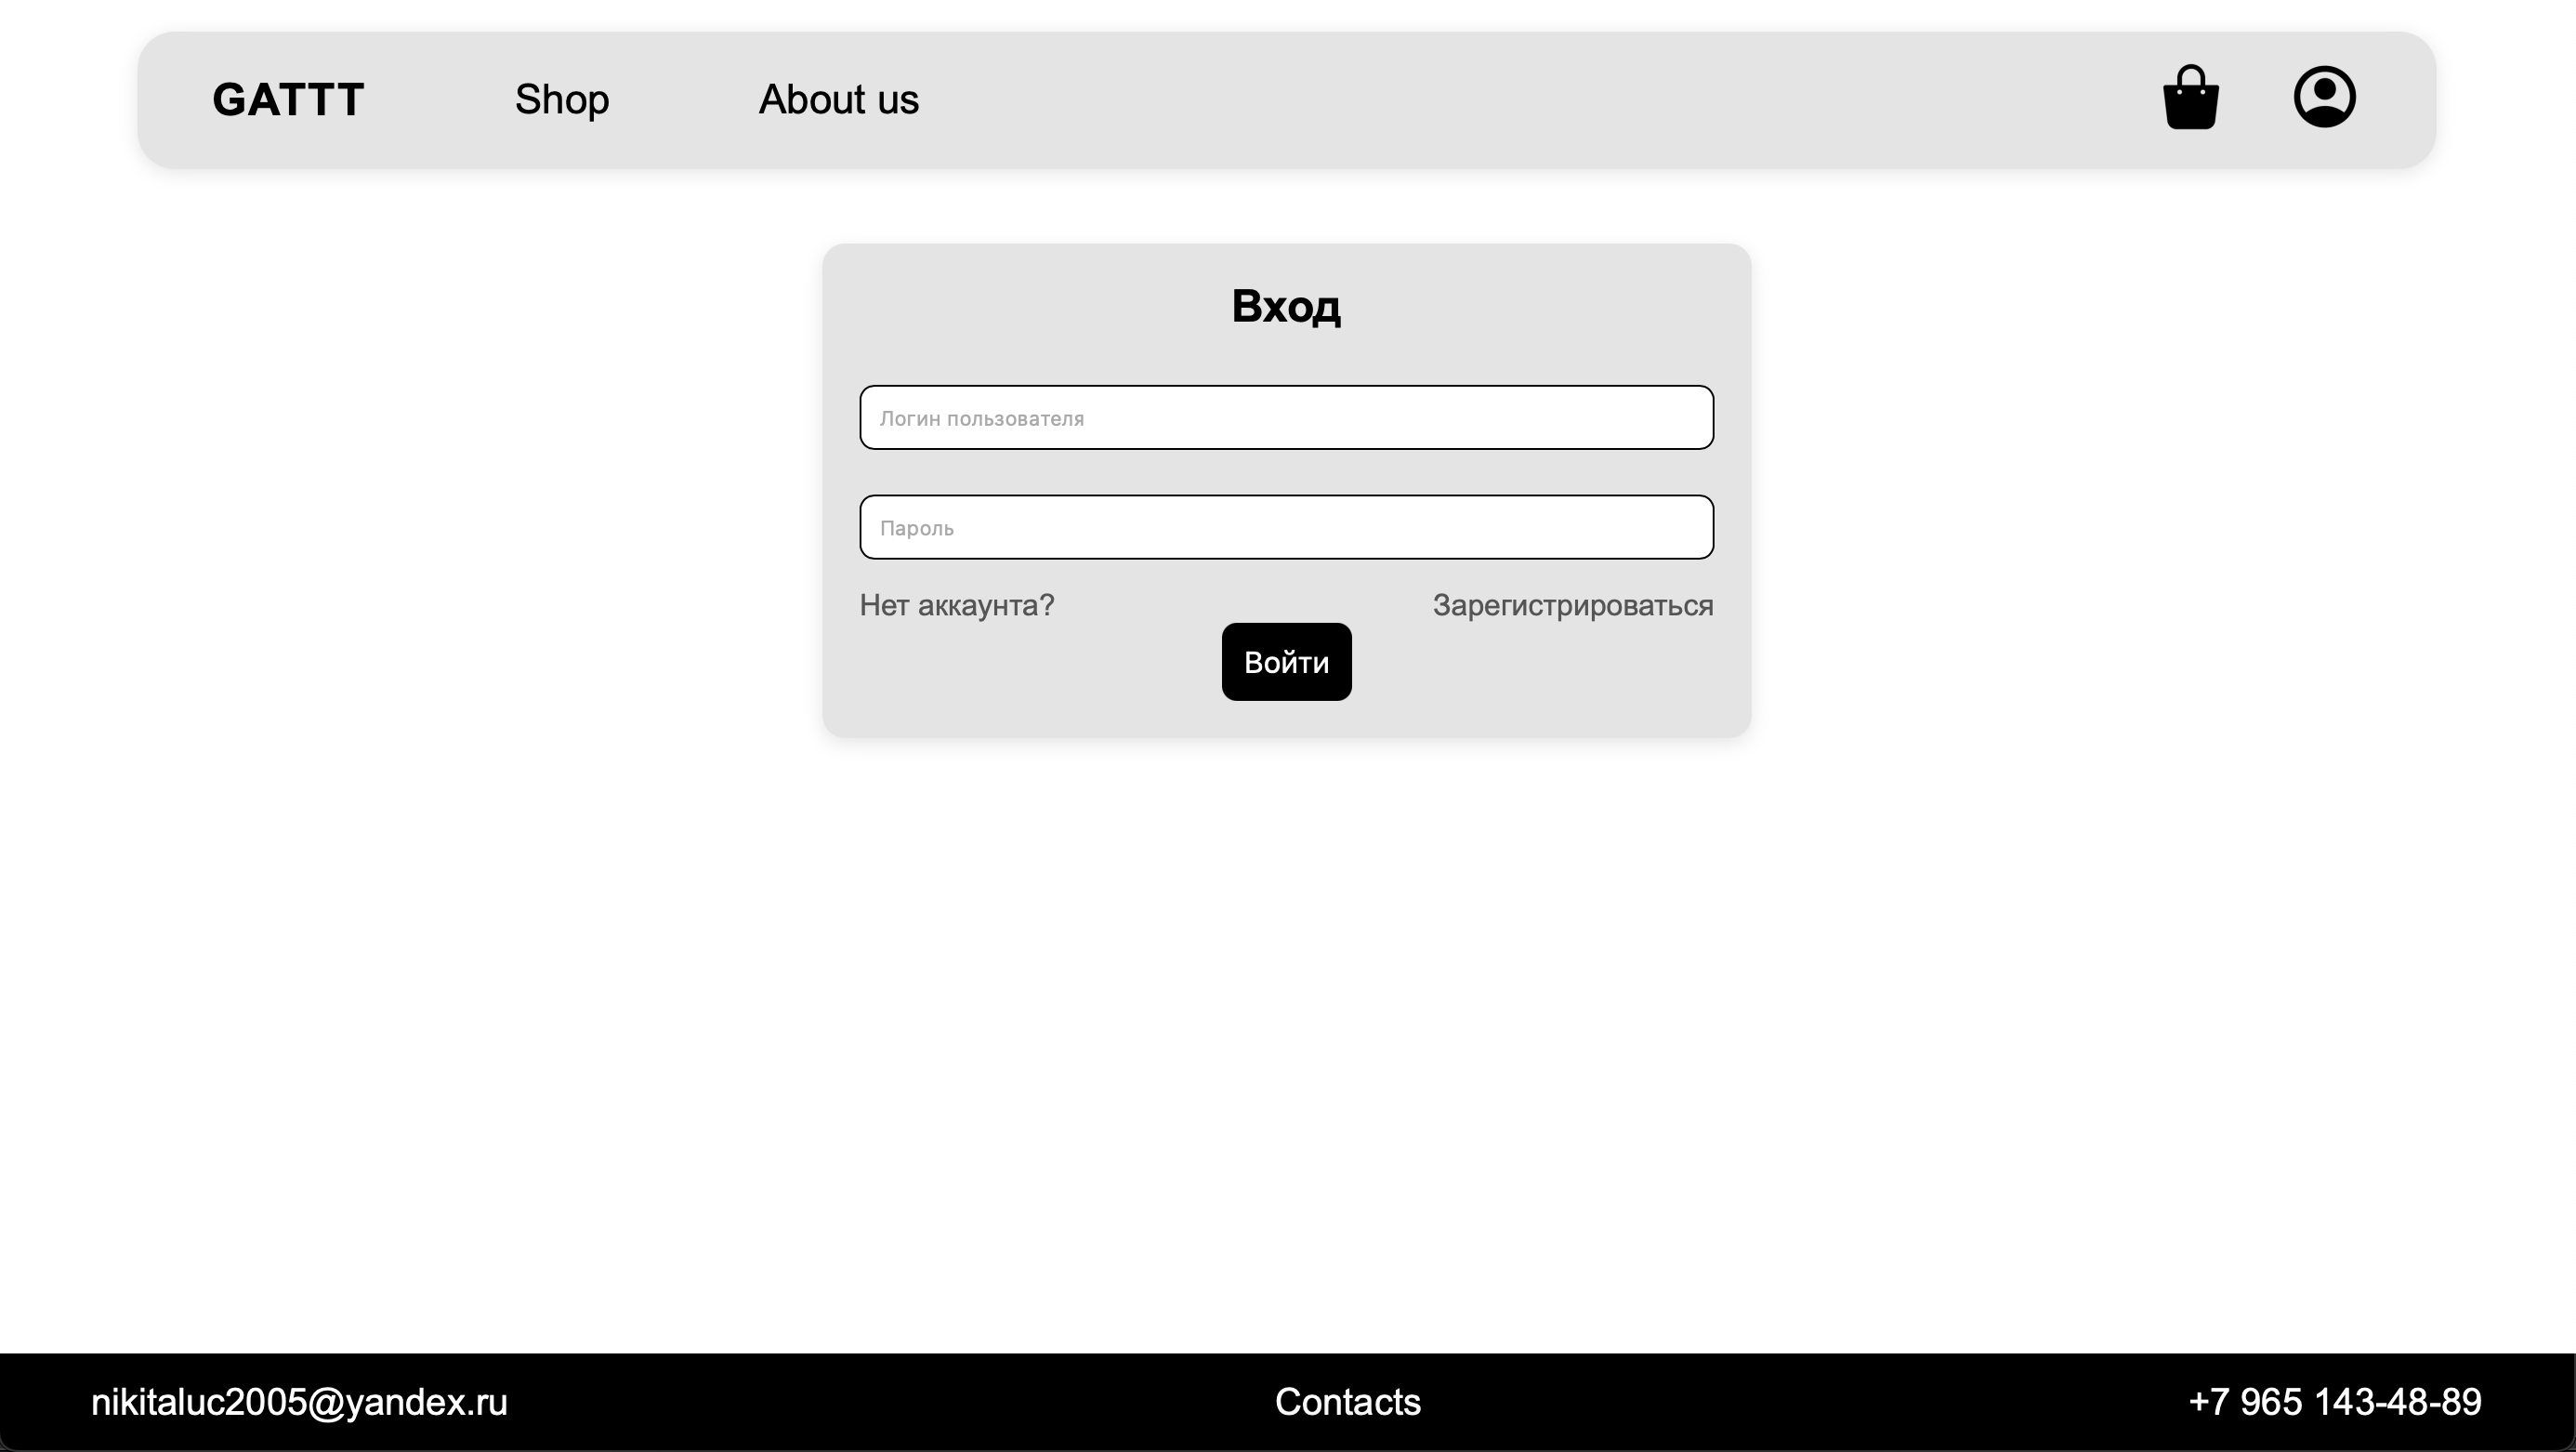 GATTT Shop About us
Вход
Логин пользователя
Пароль
Нет аккаунта? Зарегистрироваться
Войти
nikitaluc2005@yandex.ru Contacts +7 965 143-48-89